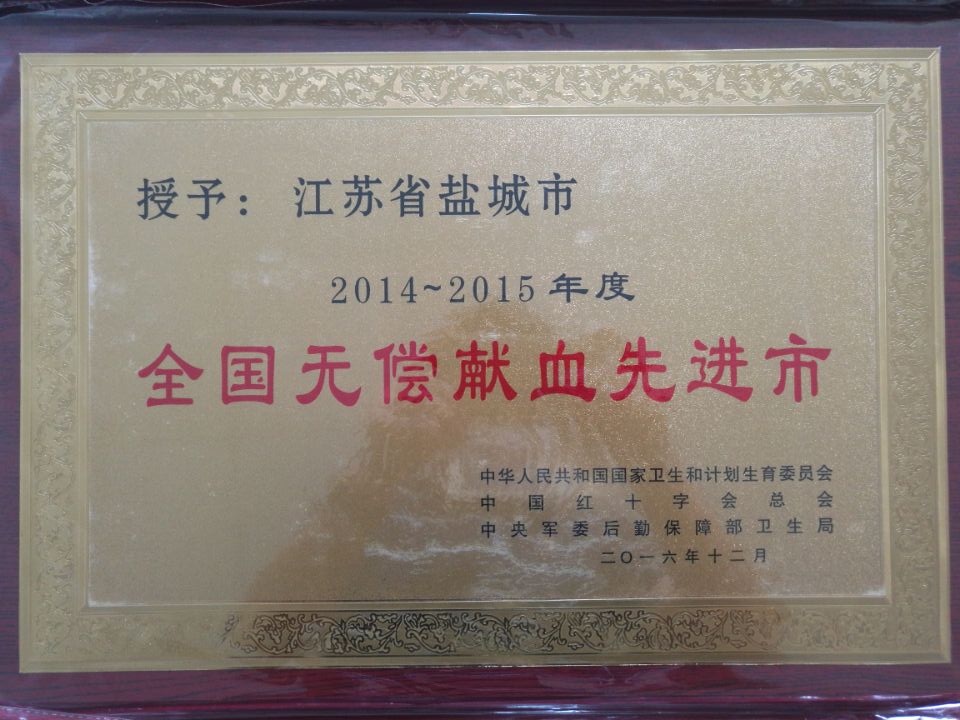 授予：江苏省盐城市
2014~2015年度
全国无偿献血先进市
中华人民共和国国家卫生和计划生育委员会
中国红十字会总会
中央军委后勤保障部卫生局
二〇一六年十二月